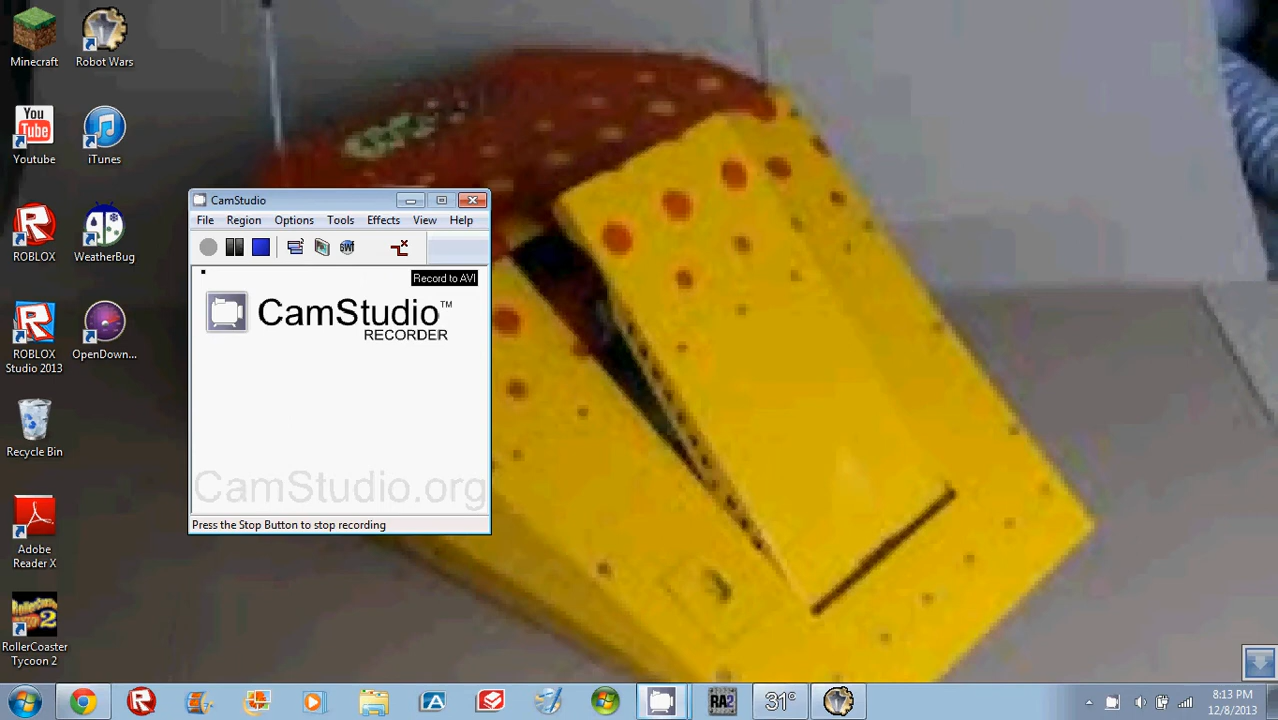 Minecraft
Robot Wars
You
Tube
Youtube
iTunes
ROBLOX
WeatherBug
ROBLOX
Studio 2013
OpenDown...
Recycle Bin
Adobe
Reader X
RollerCoaster
Tycoon 2
CamStudio
File Region Options Tools Effects View Help
Record to AVI
CamStudio™
RECORDER
CamStudio.org
Press the Stop Button to stop recording
RA2
31°
8:13 PM
12/8/2013